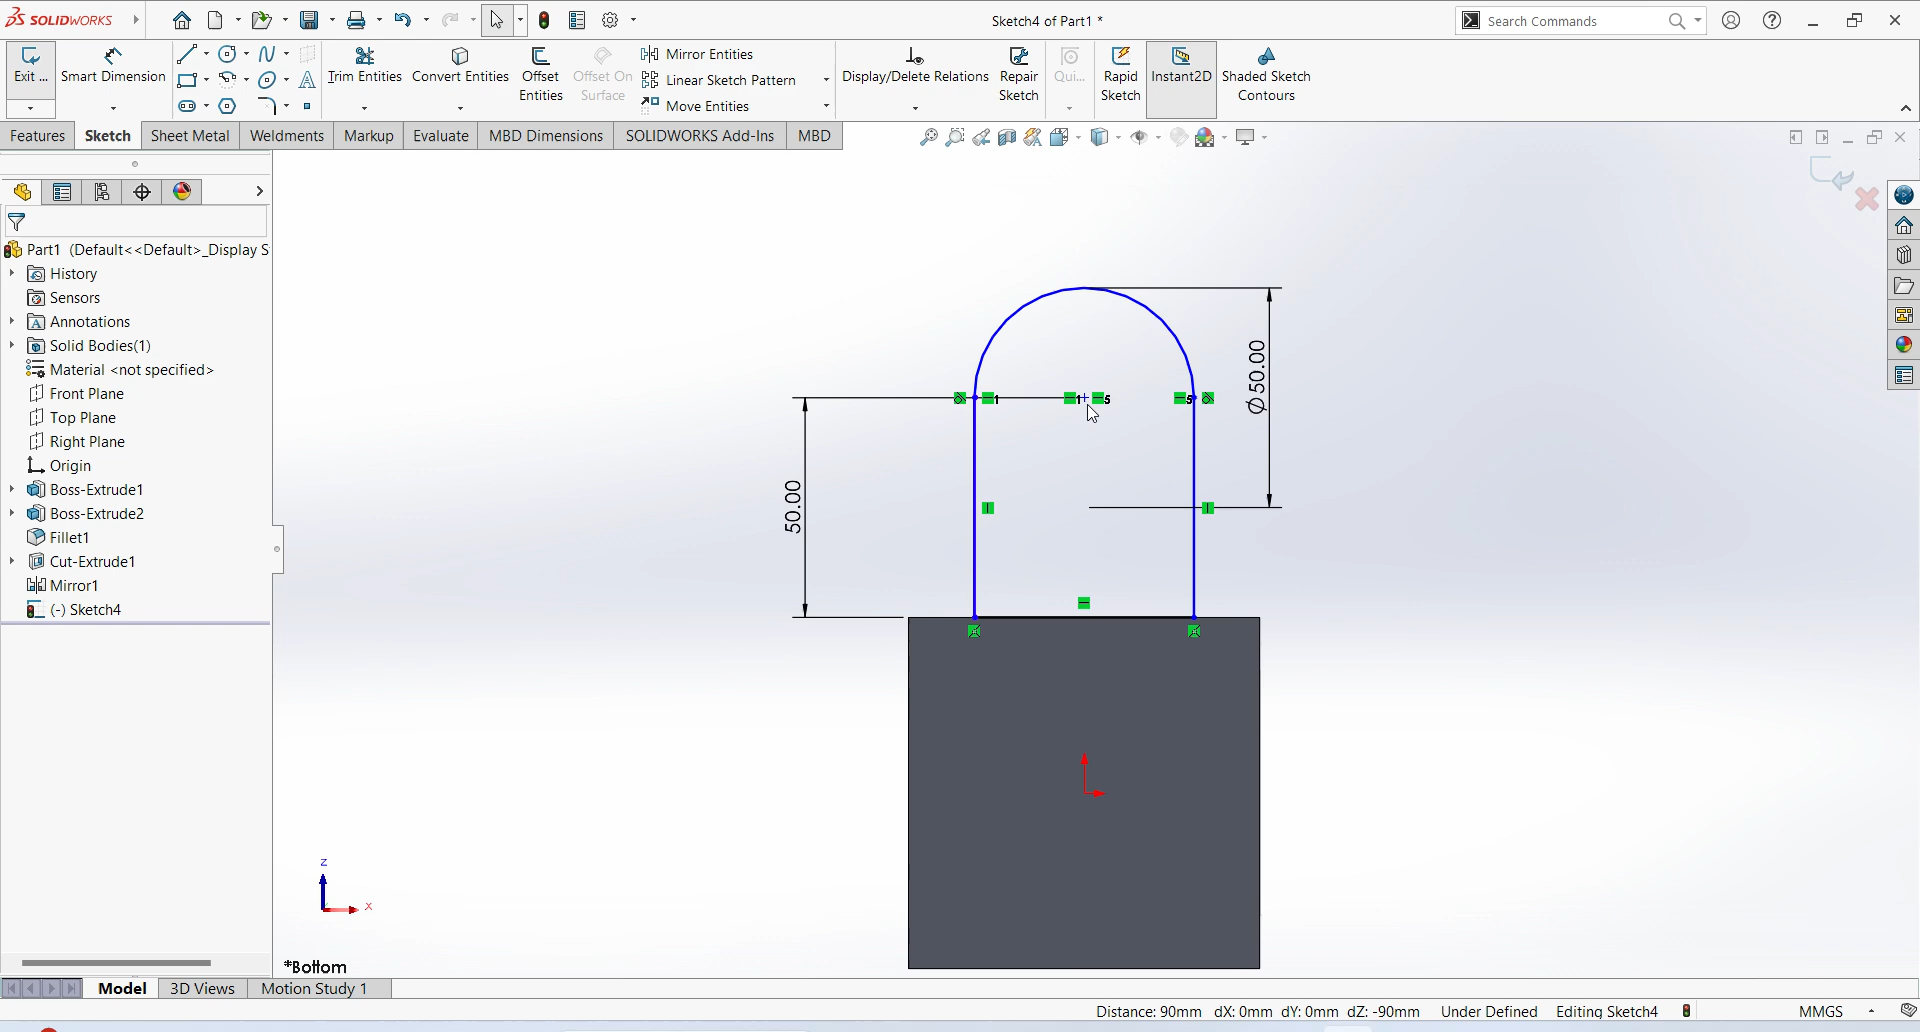 SOLIDWORKS
Sketch4 of Part1 *
Search Commands
Exit ...
Smart Dimension
Trim Entities
Convert Entities
Offset Entities
Offset On Surface
Mirror Entities
Linear Sketch Pattern
Move Entities
Display/Delete Relations
Repair Sketch
Qui...
Rapid Sketch
Instant2D
Shaded Sketch Contours
Features
Sketch
Sheet Metal
Weldments
Markup
Evaluate
MBD Dimensions
SOLIDWORKS Add-Ins
MBD
Part1 (Default<<Default>_Display S
History
Sensors
Annotations
Solid Bodies(1)
Material <not specified>
Front Plane
Top Plane
Right Plane
Origin
Boss-Extrude1
Boss-Extrude2
Fillet1
Cut-Extrude1
Mirror1
(-) Sketch4
50.00
Ø50.00
1
1
5
5
z
x
*Bottom
Model
3D Views
Motion Study 1
Distance: 90mm dX: 0mm dY: 0mm dZ: -90mm
Under Defined
Editing Sketch4
MMGS